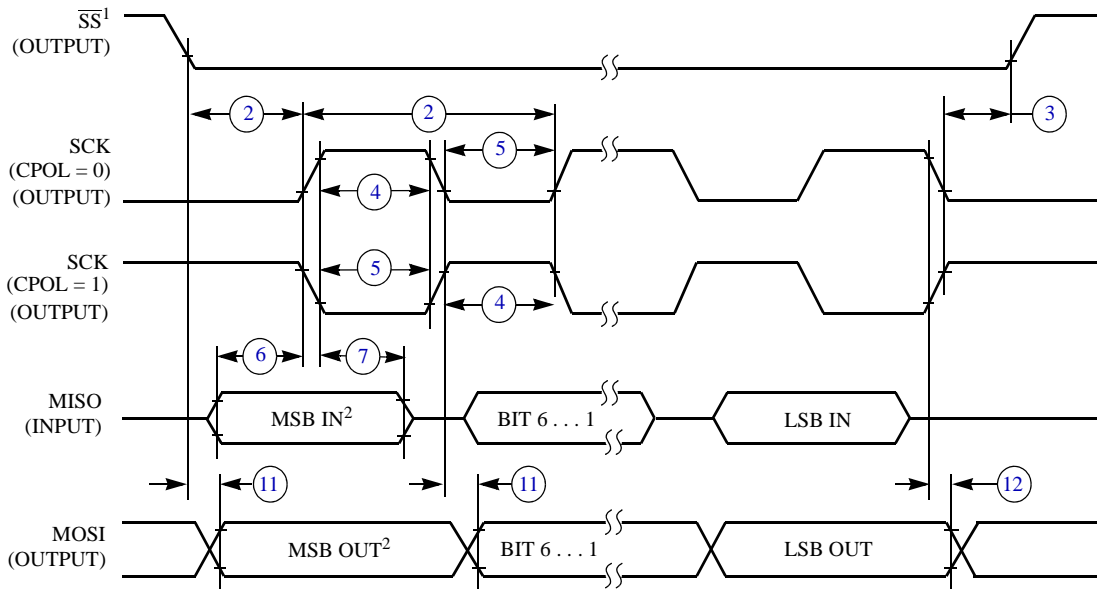 SS¹
(OUTPUT)
2
2
3
SCK
(CPOL = 0)
(OUTPUT)
5
4
SCK
(CPOL = 1)
(OUTPUT)
5
4
6
7
MISO
(INPUT)
MSB IN²
BIT 6 . . . 1
LSB IN
11
11
12
MOSI
(OUTPUT)
MSB OUT²
BIT 6 . . . 1
LSB OUT